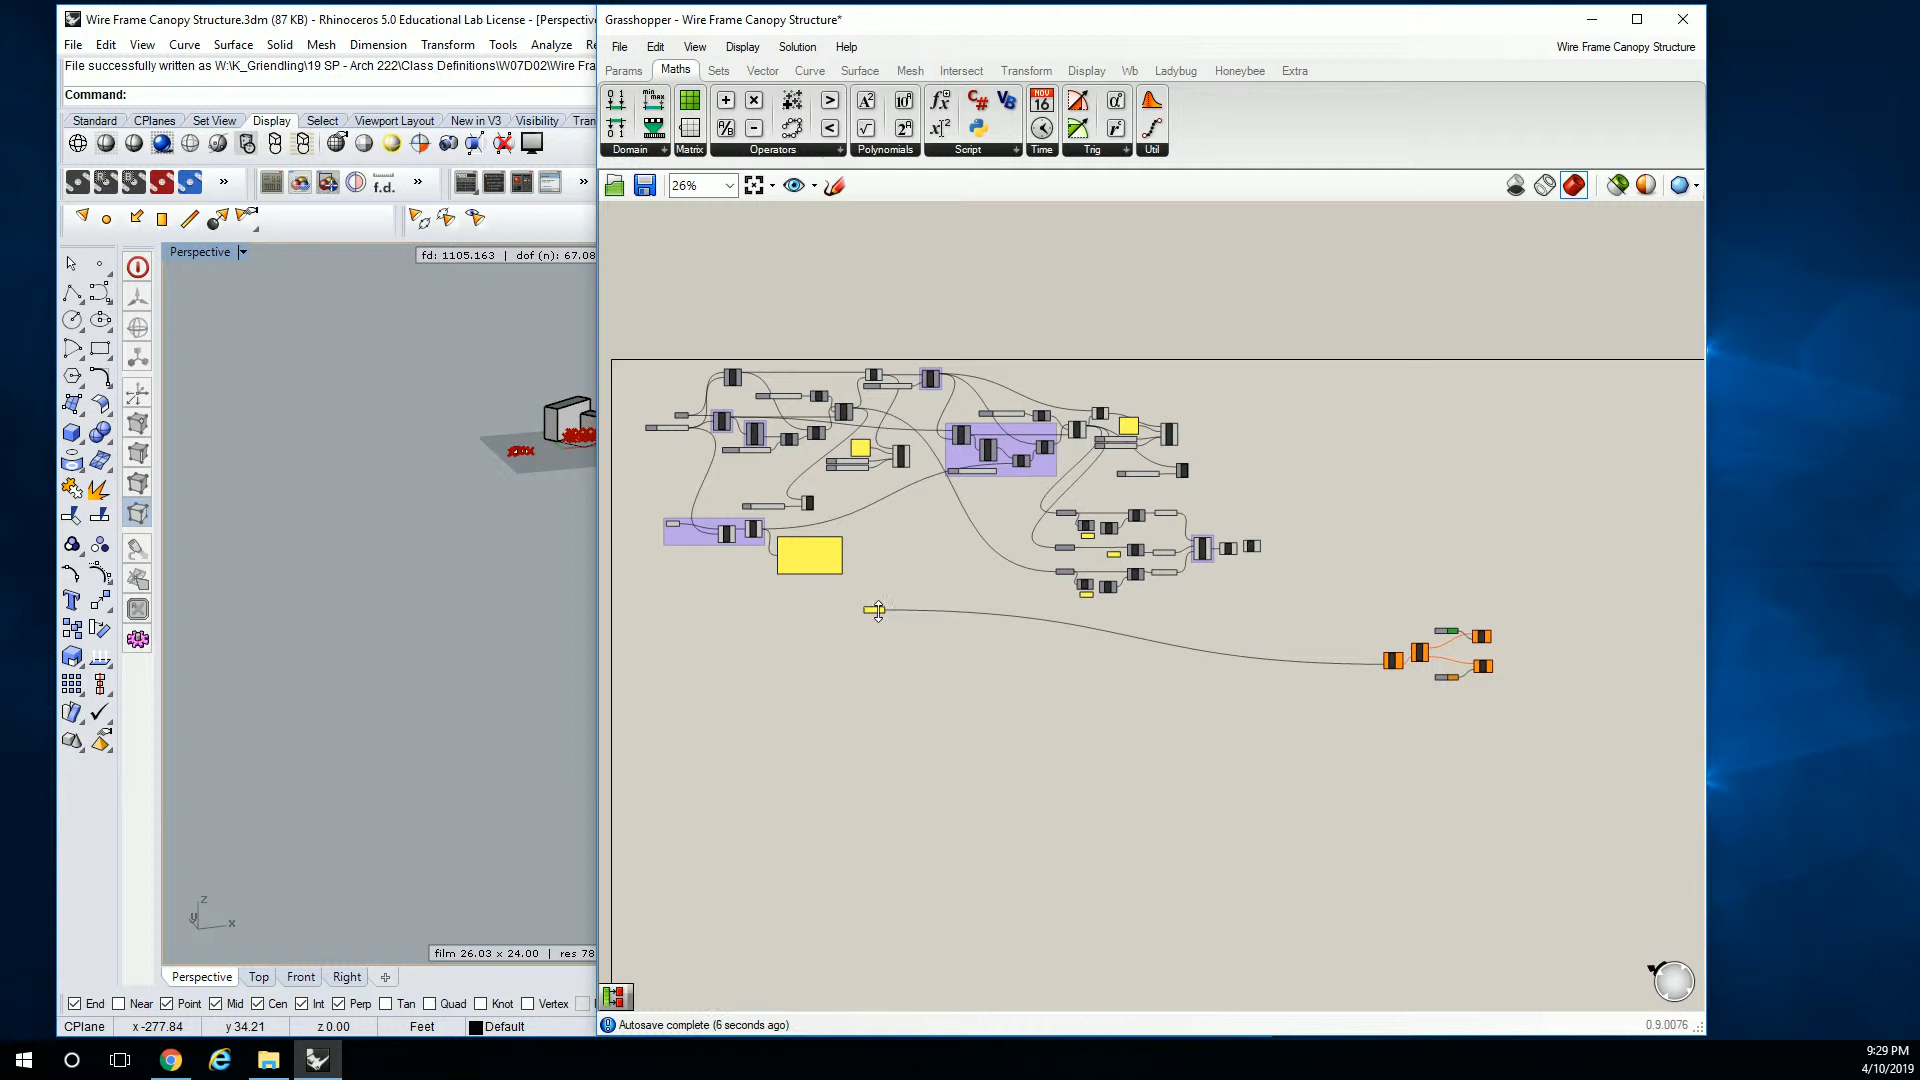 Wire Frame Canopy Structure.3dm (87 KB) - Rhinoceros 5.0 Educational Lab License - [Perspective
File Edit View Curve Surface Solid Mesh Dimension Transform Tools Analyze Re
File successfully written as W:\K_Griendling\19 SP - Arch 222\Class Definitions\W07D02\Wire Fra
Command:
Standard CPlanes Set View Display Select Viewport Layout New in V3 Visibility Tran
f.d.
Perspective
fd: 1105.163 | dof (n): 67.08
z
y
x
film 26.03 x 24.00 | res 78
Perspective Top Front Right
End Near Point Mid Cen Int Perp Tan Quad Knot Vertex
CPlane x -277.84 y 34.21 z 0.00 Feet Default
Grasshopper - Wire Frame Canopy Structure*
File Edit View Display Solution Help
Wire Frame Canopy Structure
Params Maths Sets Vector Curve Surface Mesh Intersect Transform Display Wb Ladybug Honeybee Extra
Domain Matrix Operators Polynomials Script Time Trig Util
26%
Autosave complete (6 seconds ago)
0.9.0076
9:29 PM
4/10/2019